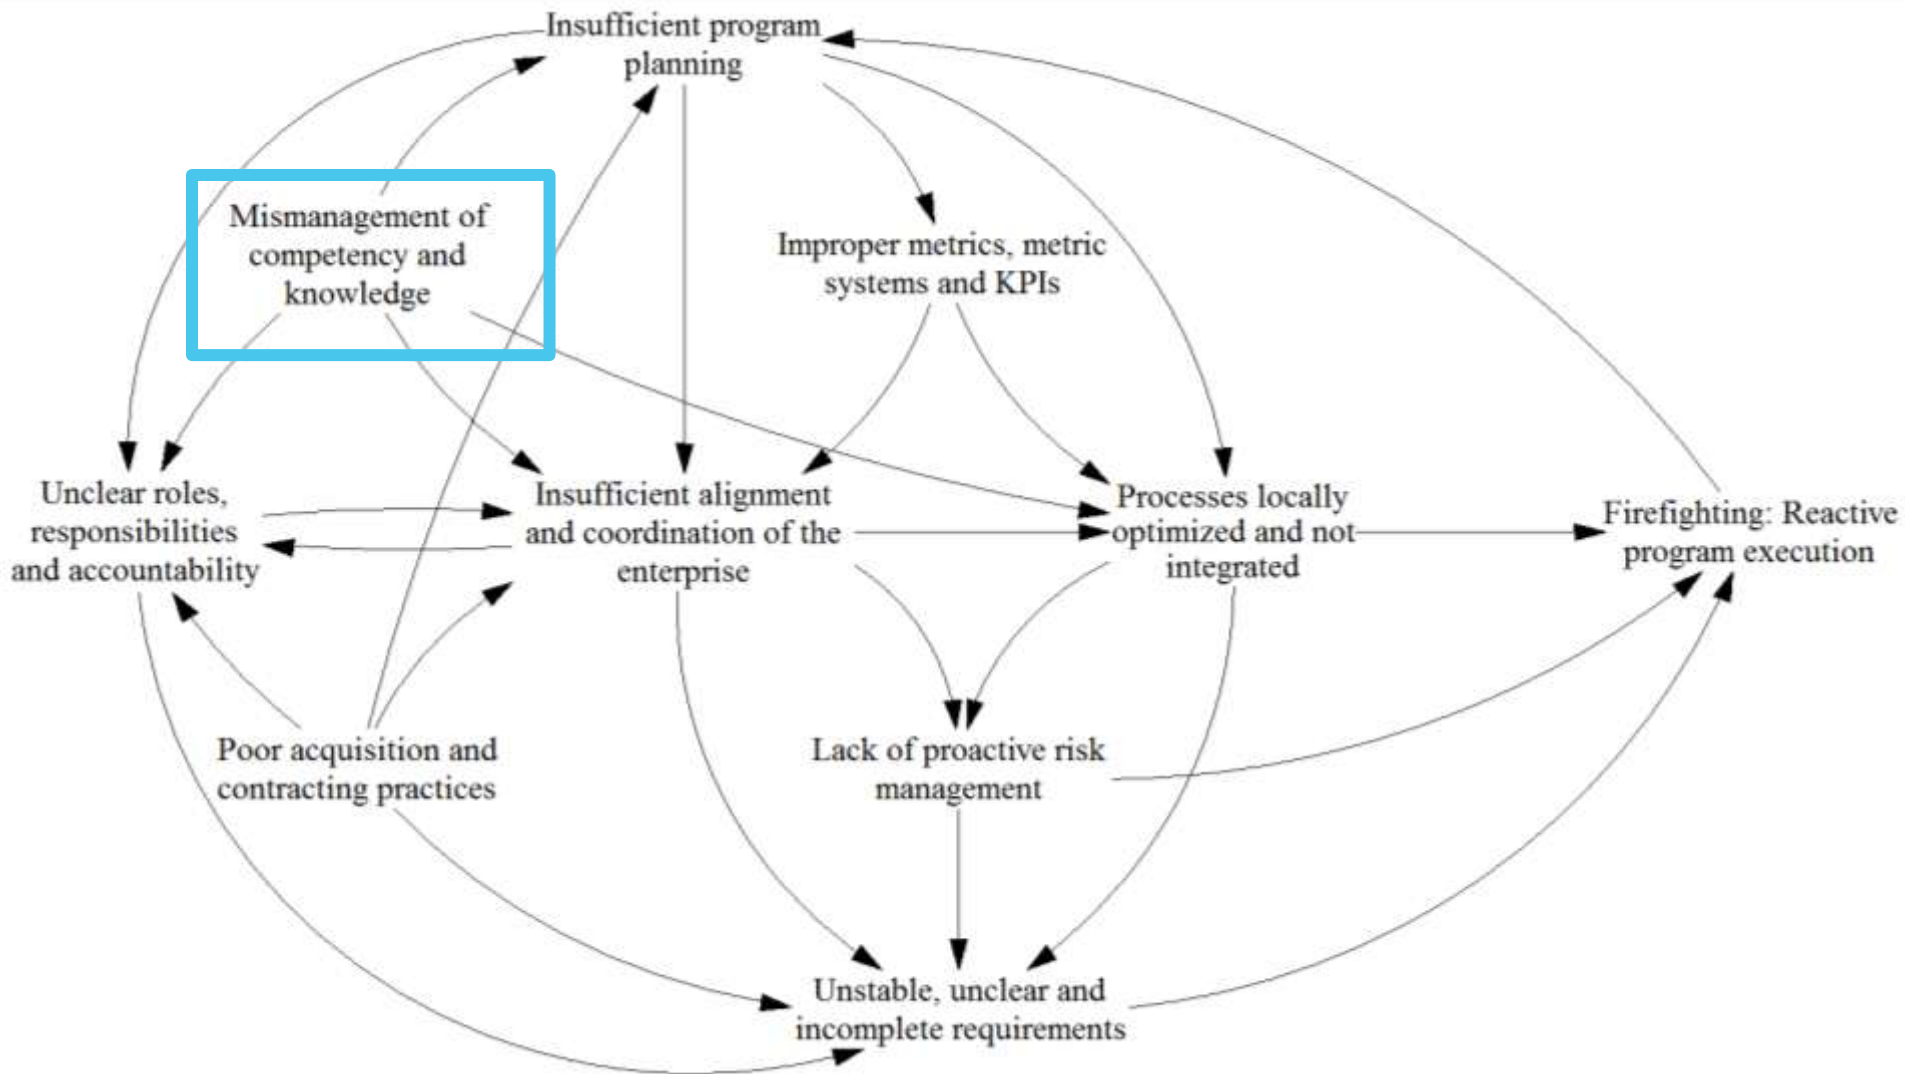 Insufficient program
planning
Mismanagement of
competency and
knowledge
Improper metrics, metric
systems and KPIs
Unclear roles,
responsibilities
and accountability
Insufficient alignment
and coordination of the
enterprise
Processes locally
optimized and not
integrated
Firefighting: Reactive
program execution
Poor acquisition and
contracting practices
Lack of proactive risk
management
Unstable, unclear and
incomplete requirements